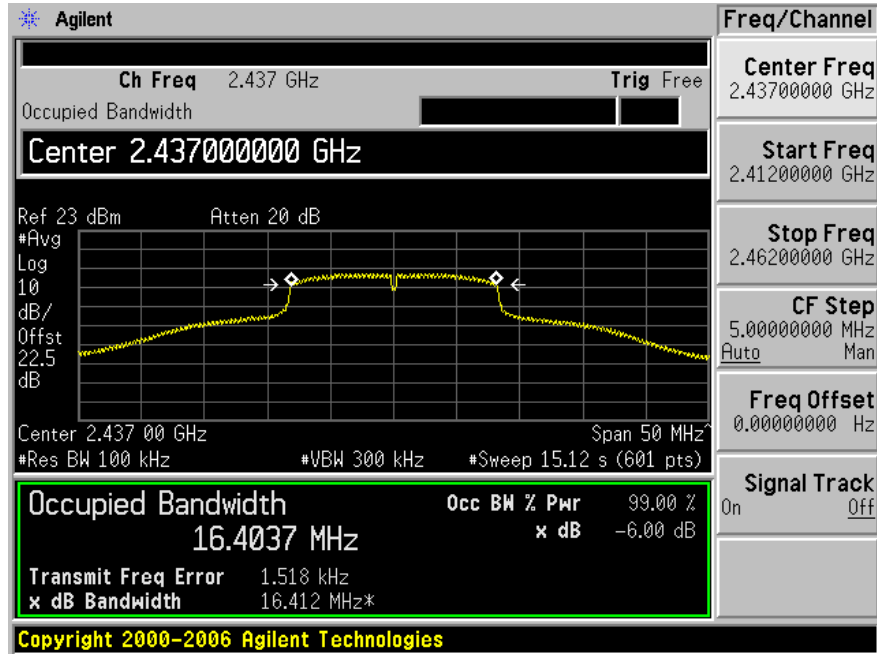 Agilent
Ch Freq 2.437 GHz Trig Free
Occupied Bandwidth
Center 2.437000000 GHz
Ref 23 dBm Atten 20 dB
#Avg
Log
10
dB/
Offst
22.5
dB
Center 2.437 00 GHz Span 50 MHz^
#Res BW 100 kHz #VBW 300 kHz #Sweep 15.12 s (601 pts)
Occupied Bandwidth
16.4037 MHz
Occ BW % Pwr 99.00 %
x dB -6.00 dB
Transmit Freq Error 1.518 kHz
x dB Bandwidth 16.412 MHz*
Copyright 2000-2006 Agilent Technologies
Freq/Channel
Center Freq
2.43700000 GHz
Start Freq
2.41200000 GHz
Stop Freq
2.46200000 GHz
CF Step
5.00000000 MHz
Auto Man
Freq Offset
0.00000000 Hz
Signal Track
On Off